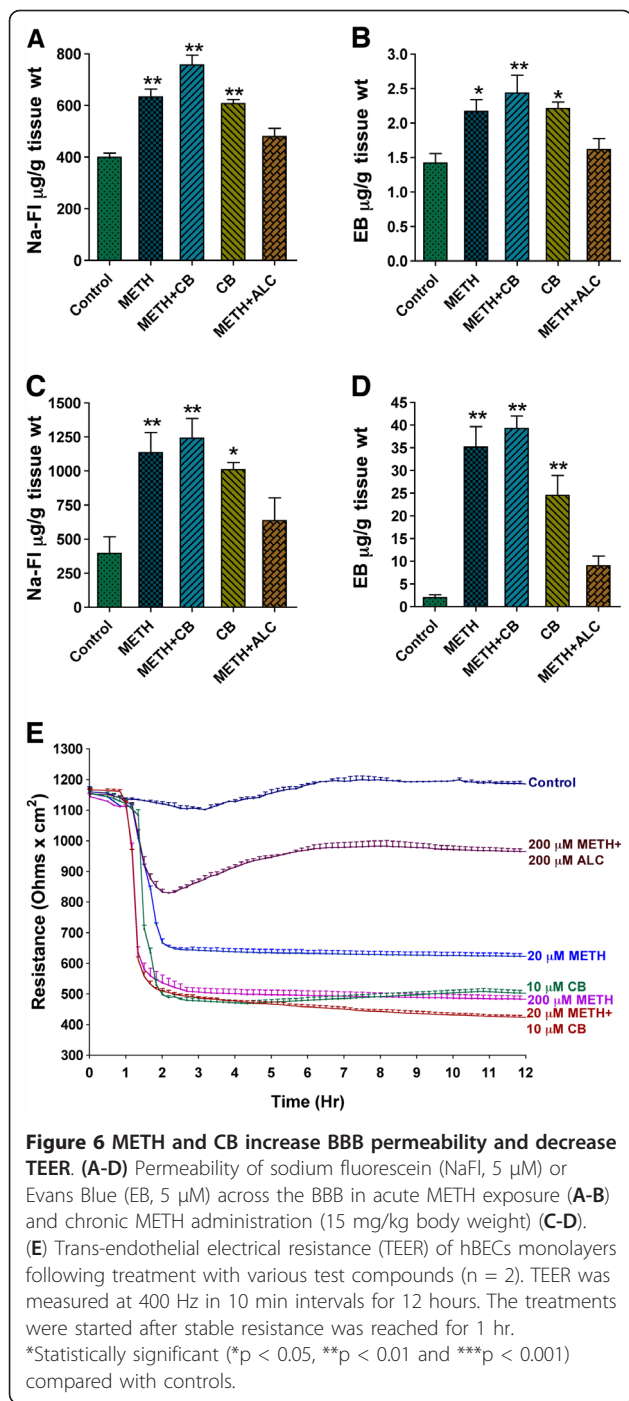 A
B
Na-Fl µg/g tissue wt
800
600
400
200
0
**
**
**
Control
METH
METH+CB
CB
METH+ALC
EB µg/g tissue wt
3.0
2.5
2.0
1.5
1.0
0.5
0.0
*
**
*
Control
METH
METH+CB
CB
METH+ALC
C
D
Na-Fl µg/g tissue wt
1500
1250
1000
750
500
250
0
**
**
*
Control
METH
METH+CB
CB
METH+ALC
EB µg/g tissue wt
45
40
35
30
25
20
15
10
5
0
**
**
**
Control
METH
METH+CB
CB
METH+ALC
E
Resistance (Ohms x cm²)
1300
1200
1100
1000
900
800
700
600
500
400
300
Control
200 µM METH+
200 µM ALC
20 µM METH
10 µM CB
200 µM METH
20 µM METH+
10 µM CB
0 1 2 3 4 5 6 7 8 9 10 11 12
Time (Hr)
Figure 6 METH and CB increase BBB permeability and decrease
TEER. (A-D) Permeability of sodium fluorescein (NaFl, 5 µM) or
Evans Blue (EB, 5 µM) across the BBB in acute METH exposure (A-B)
and chronic METH administration (15 mg/kg body weight) (C-D).
(E) Trans-endothelial electrical resistance (TEER) of hBECs monolayers
following treatment with various test compounds (n = 2). TEER was
measured at 400 Hz in 10 min intervals for 12 hours. The treatments
were started after stable resistance was reached for 1 hr.
*Statistically significant (*p < 0.05, **p < 0.01 and ***p < 0.001)
compared with controls.